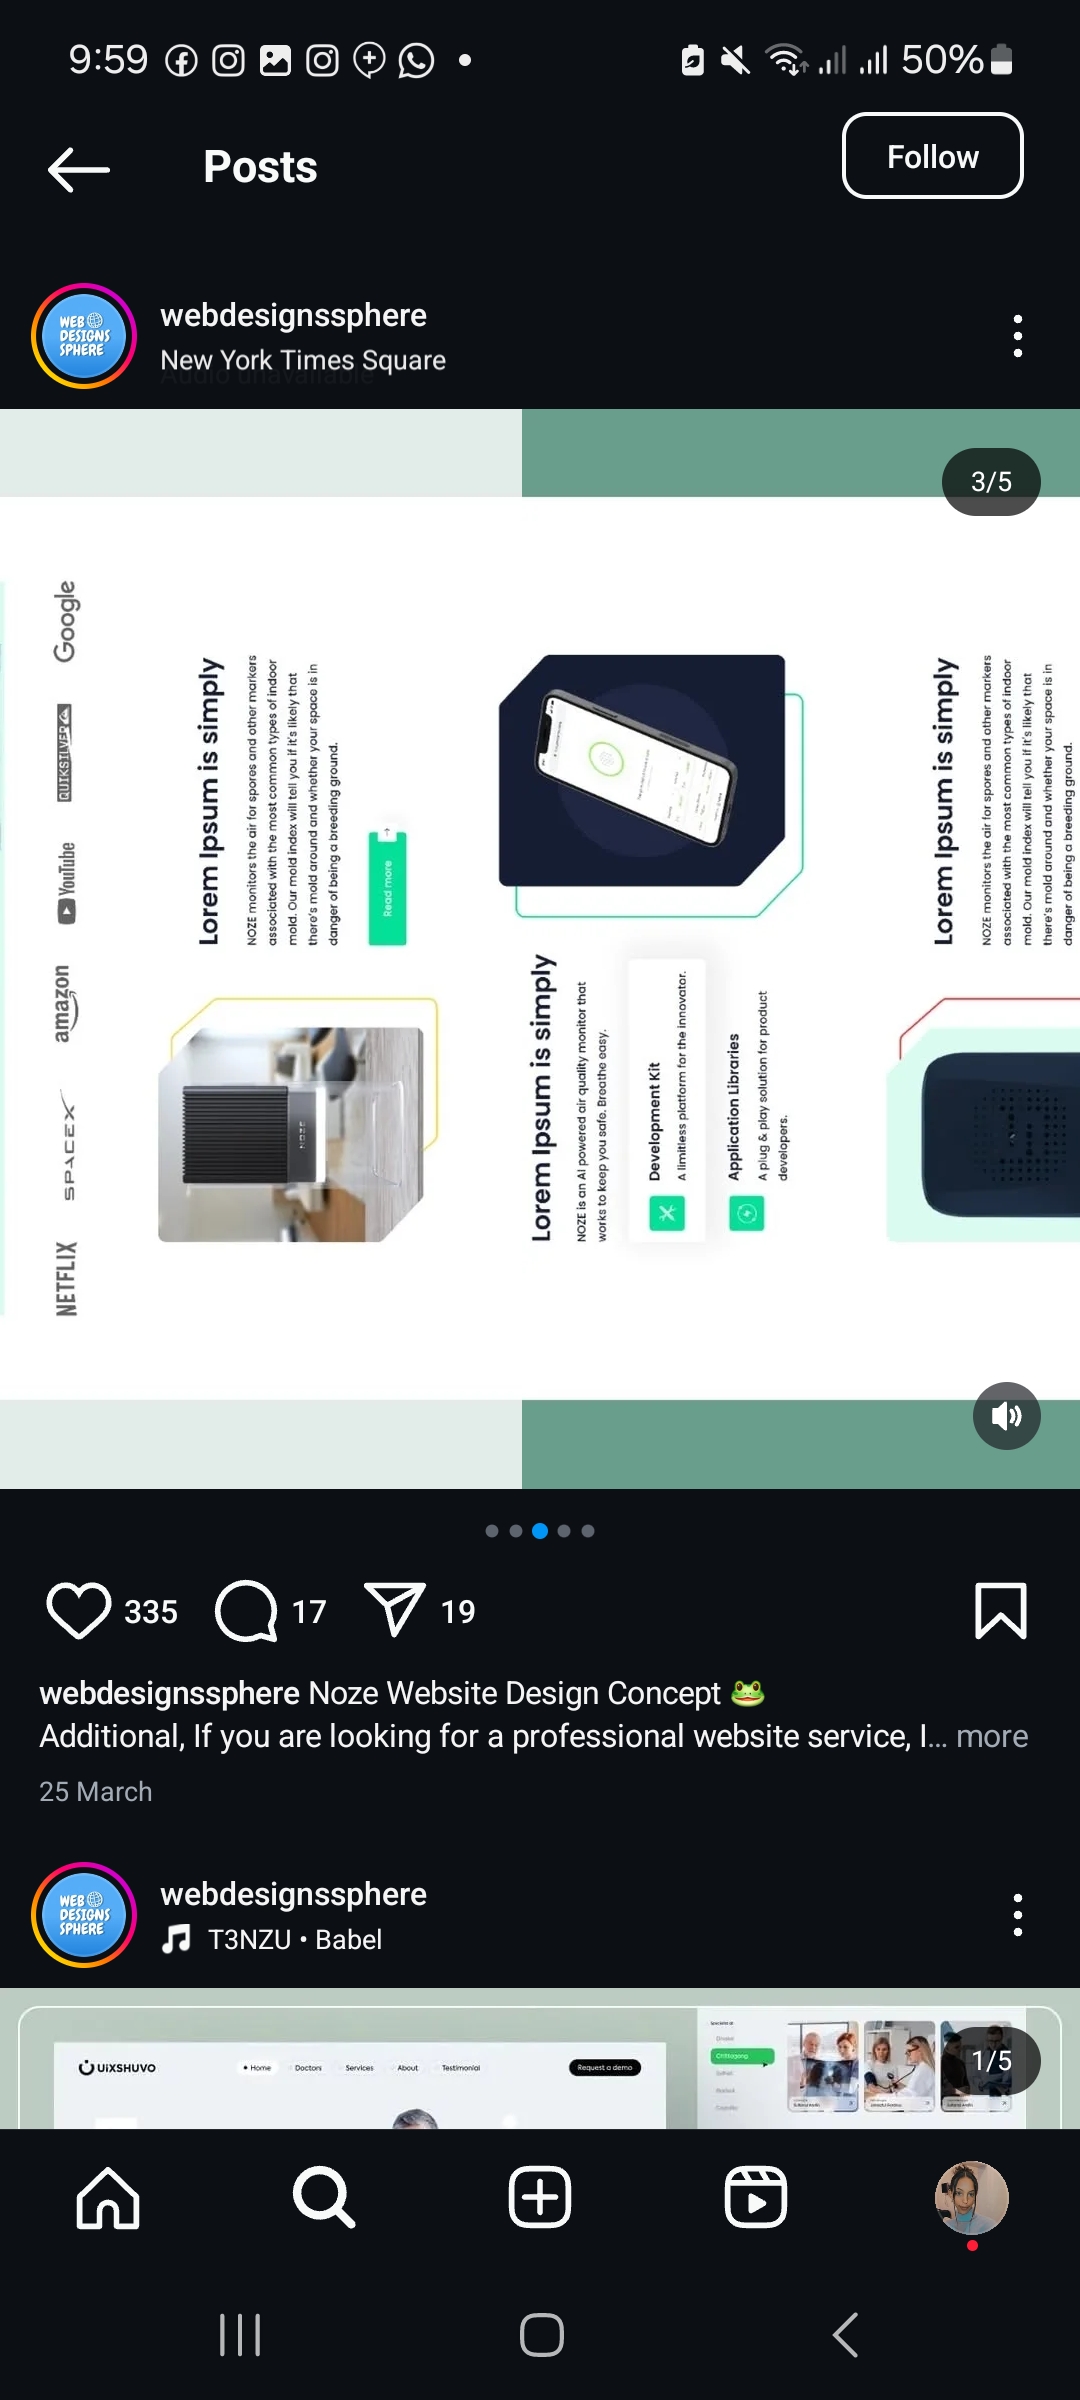 9:59
50%
Posts
Follow
WEB
DESIGNS
SPHERE
webdesignssphere
New York Times Square
Audio unavailable
3/5
NETFLIX
SPACEX
amazon
YouTube
QUIKSILVER
Google
Lorem Ipsum is simply
NOZE monitors the air for spores and other markers
associated with the most common types of indoor
mold. Our mold index will tell you if it's likely that
there's mold around and whether your space is in
danger of being a breeding ground.
Read more
NOZE
Lorem Ipsum is simply
NOZE is an AI powered air quality monitor that
works to keep you safe. Breathe easy.
Development Kit
A limitless platform for the innovator.
Application Libraries
A plug & play solution for product
developers.
Lorem Ipsum is simply
NOZE monitors the air for spores and other markers
associated with the most common types of indoor
mold. Our mold index will tell you if it's likely that
there's mold around and whether your space is in
danger of being a breeding ground.
335
17
19
webdesignssphere Noze Website Design Concept 🐸
Additional, If you are looking for a professional website service, I... more
25 March
WEB
DESIGNS
SPHERE
webdesignssphere
T3NZU • Babel
UiXSHUVO
Home
Doctors
Services
About
Testimonial
Request a demo
Chittagong
1/5